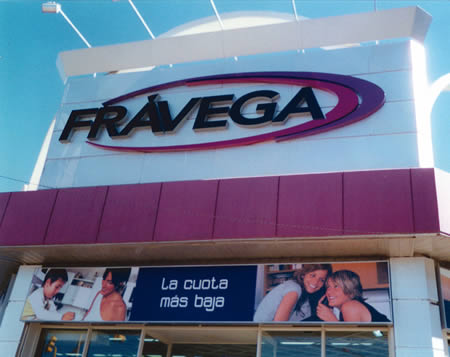 FRÁVEGA
La cuota
más baja